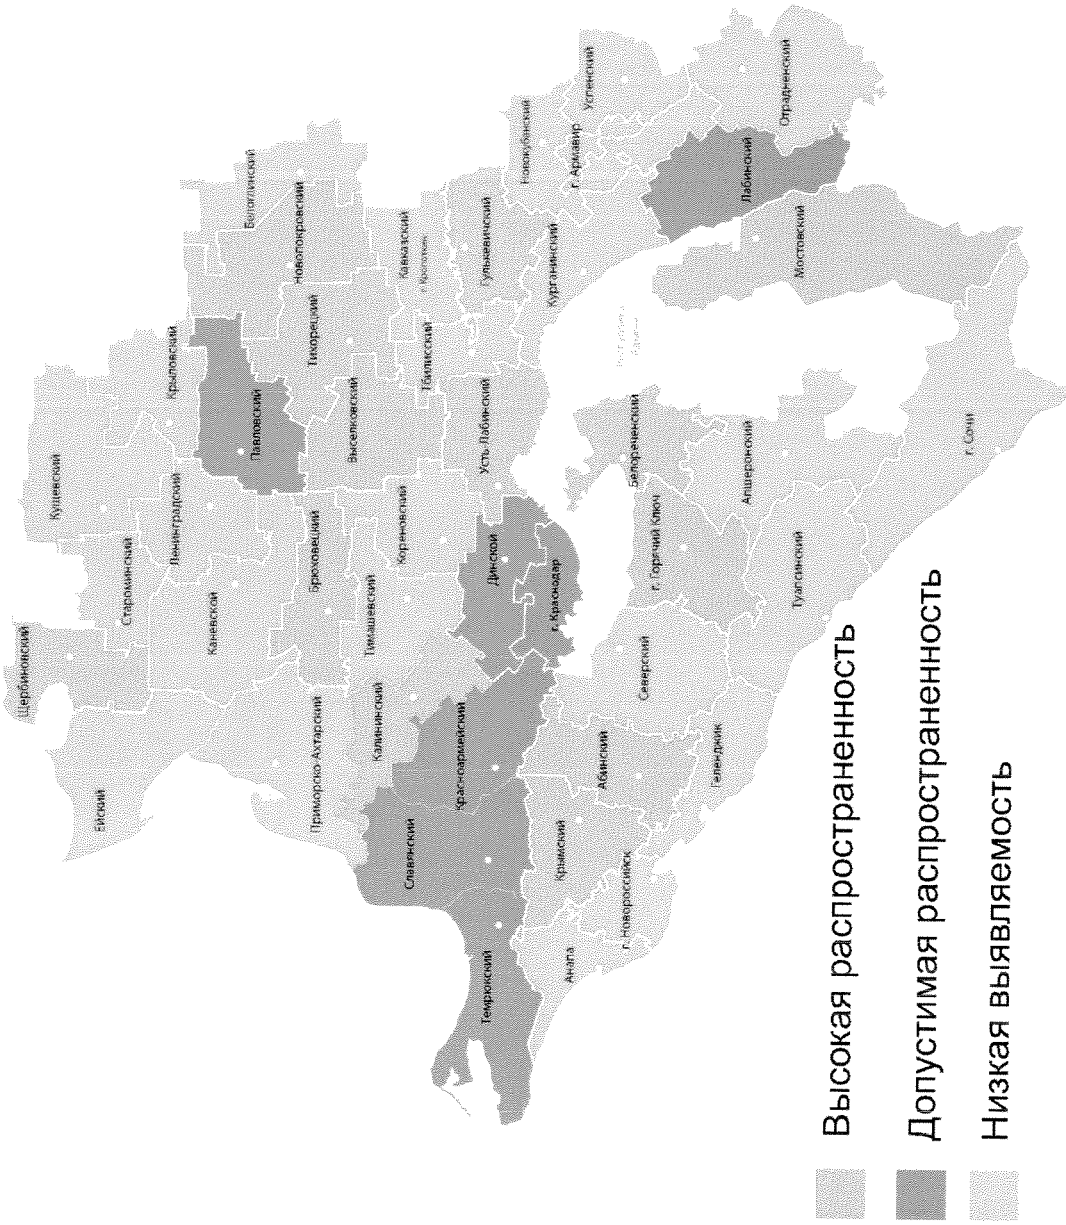 Щербиновский
Ейский
Староминский
Кущевский
Каневской
Ленинградский
Крыловский
Приморско-Ахтарский
Брюховецкий
Павловский
Новопокровский
Белоглинский
Калининский
Тимашевский
Кореновский
Выселковский
Тихорецкий
Кавказский
г. Кропоткин
Славянский
Красноармейский
Динской
Усть-Лабинский
Тбилисский
Гулькевичский
Новокубенский
Темрюкский
г. Краснодар
Курганинский
г. Армавир
Успенский
Анапа
Крымский
Абинский
Северский
г. Горячий Ключ
Белореченский
г. Новороссийск
Геленджик
Туапсинский
Апшеронский
Мостовский
Лабинский
Отрадненский
г. Сочи
Высокая распространенность
Допустимая распространенность
Низкая выявляемость